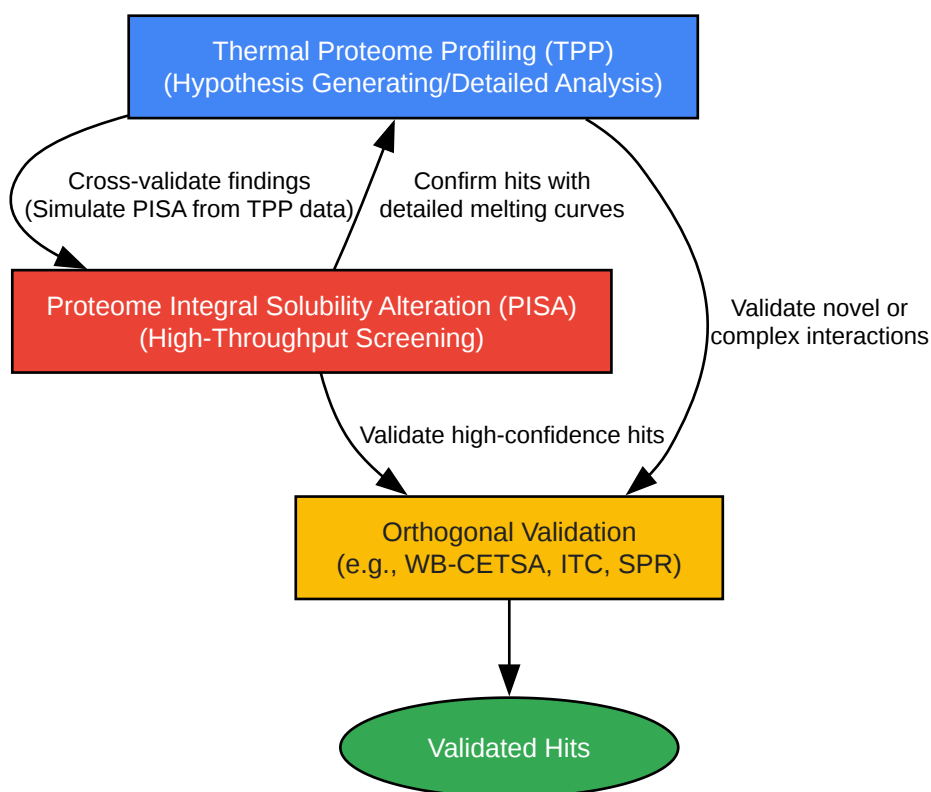 Thermal Proteome Profiling (TPP)
(Hypothesis Generating/Detailed Analysis)
Cross-validate findings
(Simulate PISA from TPP data)
Confirm hits with
detailed melting curves
Proteome Integral Solubility Alteration (PISA)
(High-Throughput Screening)
Validate novel or
complex interactions
Validate high-confidence hits
Orthogonal Validation
(e.g., WB-CETSA, ITC, SPR)
Validated Hits